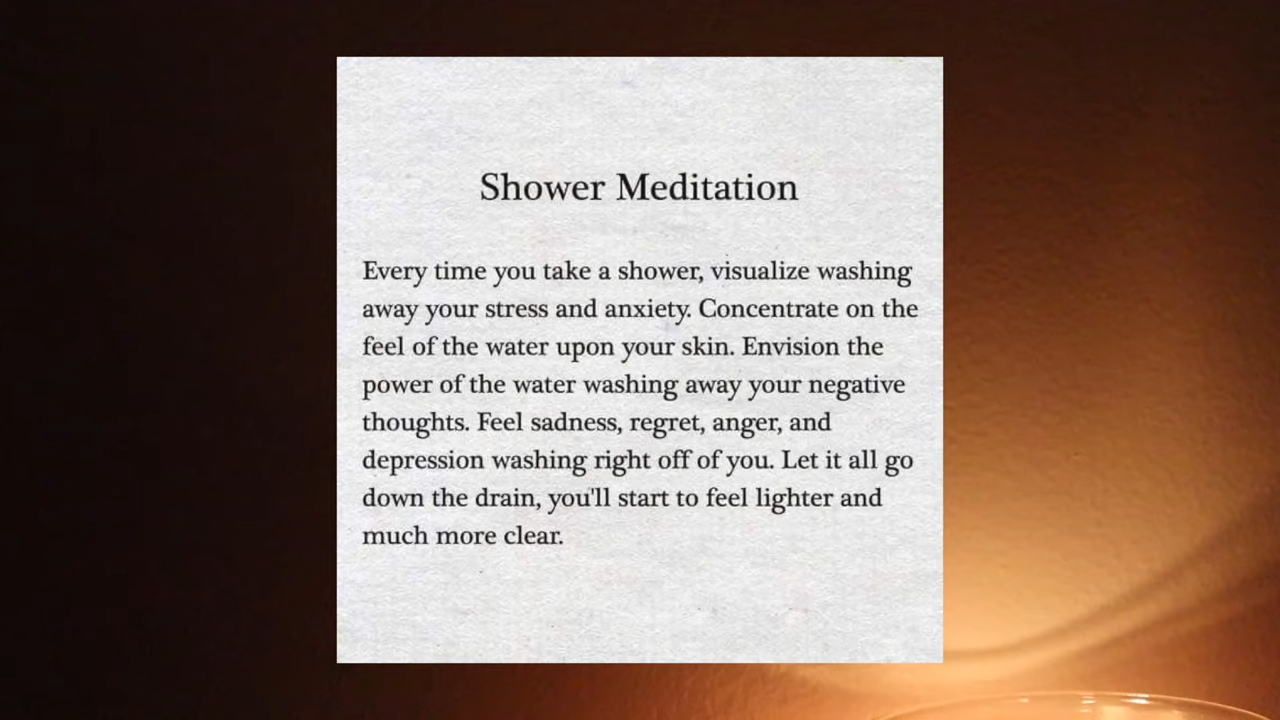 Shower Meditation
Every time you take a shower, visualize washing
away your stress and anxiety. Concentrate on the
feel of the water upon your skin. Envision the
power of the water washing away your negative
thoughts. Feel sadness, regret, anger, and
depression washing right off of you. Let it all go
down the drain, you'll start to feel lighter and
much more clear.